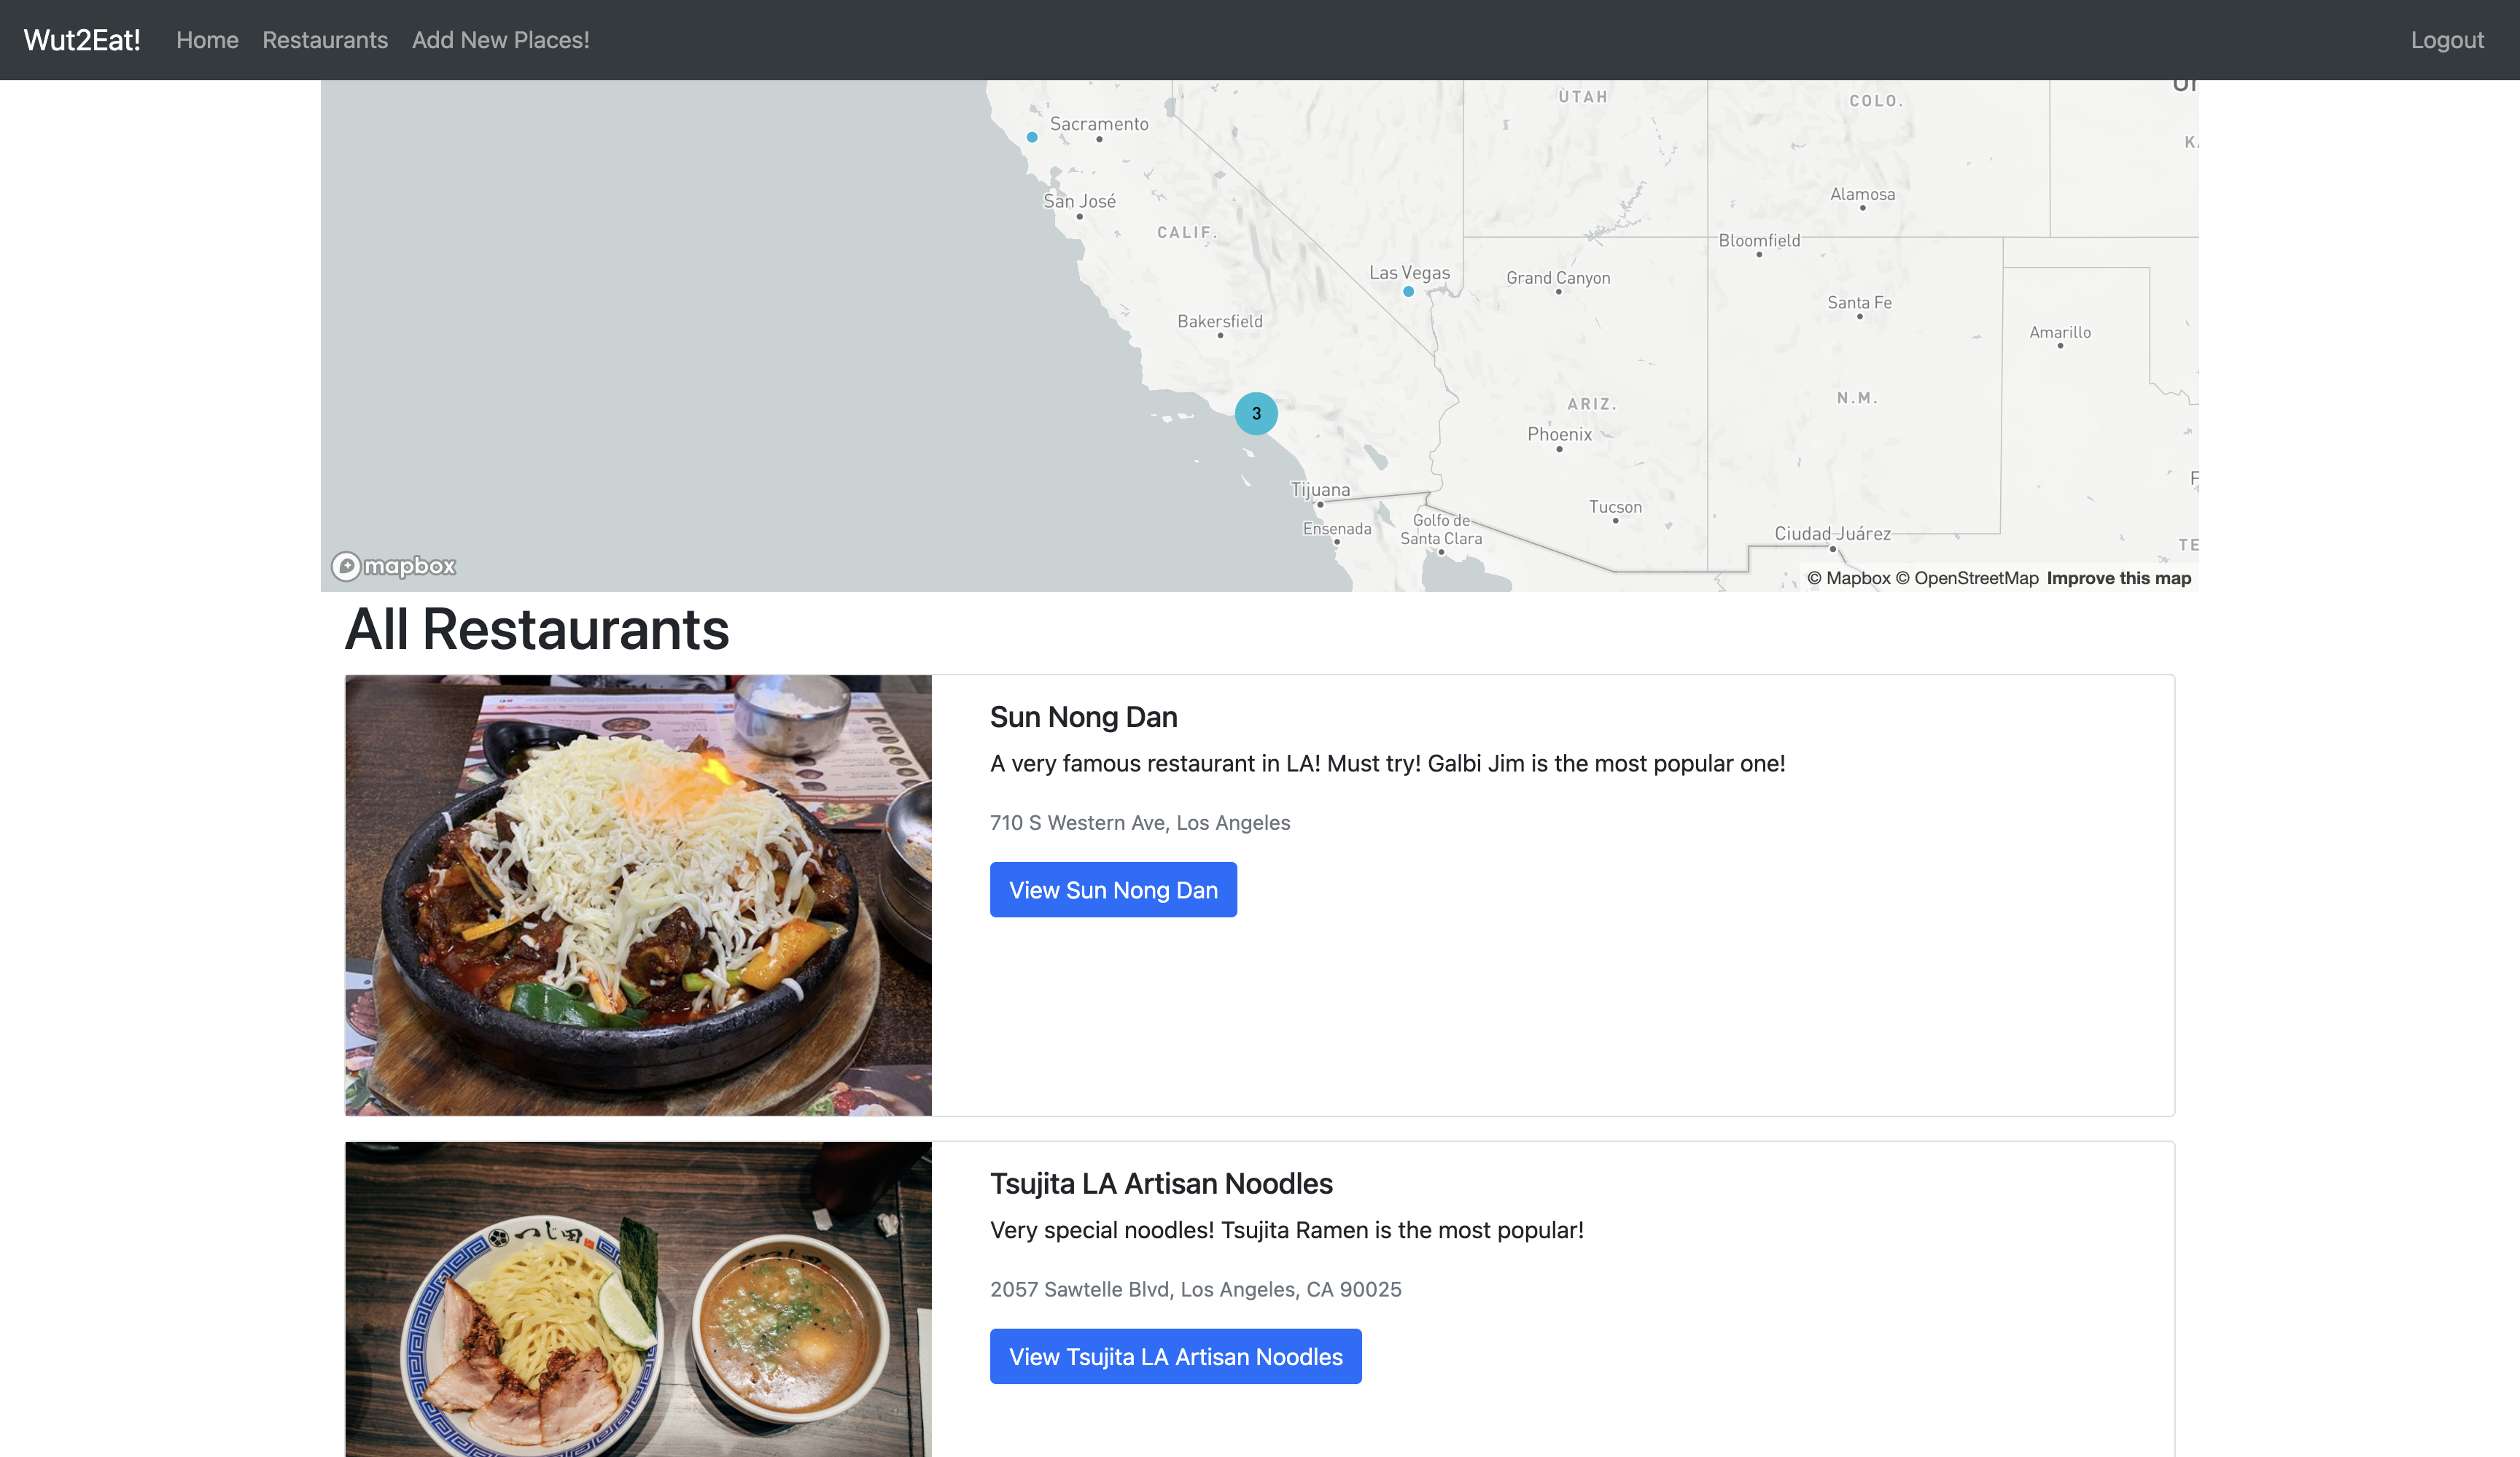 Wut2Eat! Home Restaurants Add New Places! Logout
UTAH
COLO.
Sacramento
San José
CALIF.
Alamosa
Bloomfield
Las Vegas
Grand Canyon
Santa Fe
Bakersfield
Amarillo
ARIZ.
N.M.
3
Phoenix
Tijuana
Tucson
Ensenada
Golfo de
Santa Clara
Ciudad Juárez
TE
mapbox
© Mapbox © OpenStreetMap Improve this map
All Restaurants
Sun Nong Dan
A very famous restaurant in LA! Must try! Galbi Jim is the most popular one!
710 S Western Ave, Los Angeles
View Sun Nong Dan
Tsujita LA Artisan Noodles
Very special noodles! Tsujita Ramen is the most popular!
2057 Sawtelle Blvd, Los Angeles, CA 90025
View Tsujita LA Artisan Noodles
つじ田